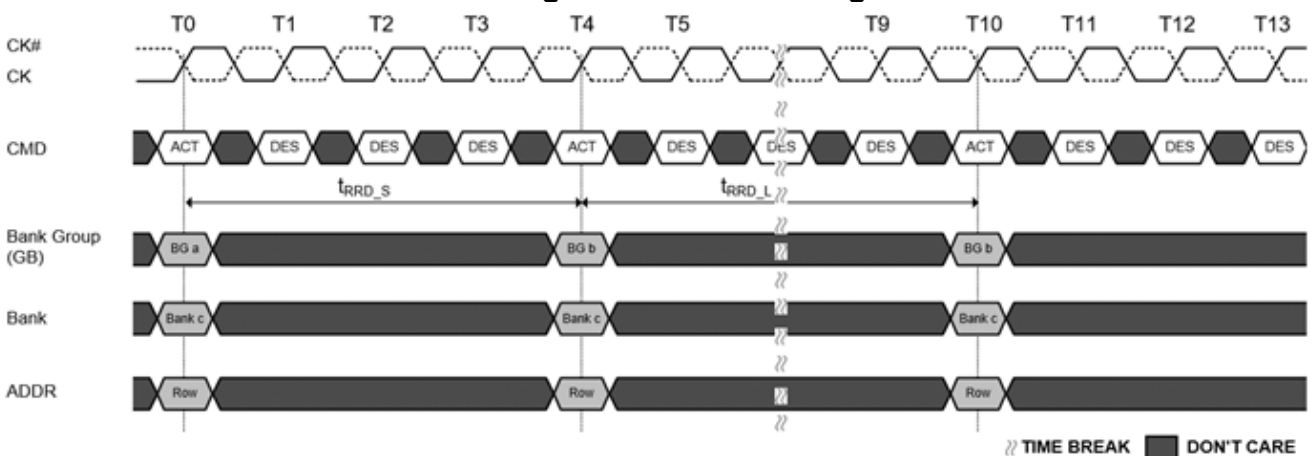 T0 T1 T2 T3 T4 T5 T9 T10 T11 T12 T13
CK#
CK
CMD ACT DES DES DES ACT DES DES DES ACT DES DES DES
tRRD_S tRRD_L
Bank Group
(GB)
BG a BG b BG b
Bank Bank c Bank c Bank c
ADDR Row Row Row
TIME BREAK DON'T CARE